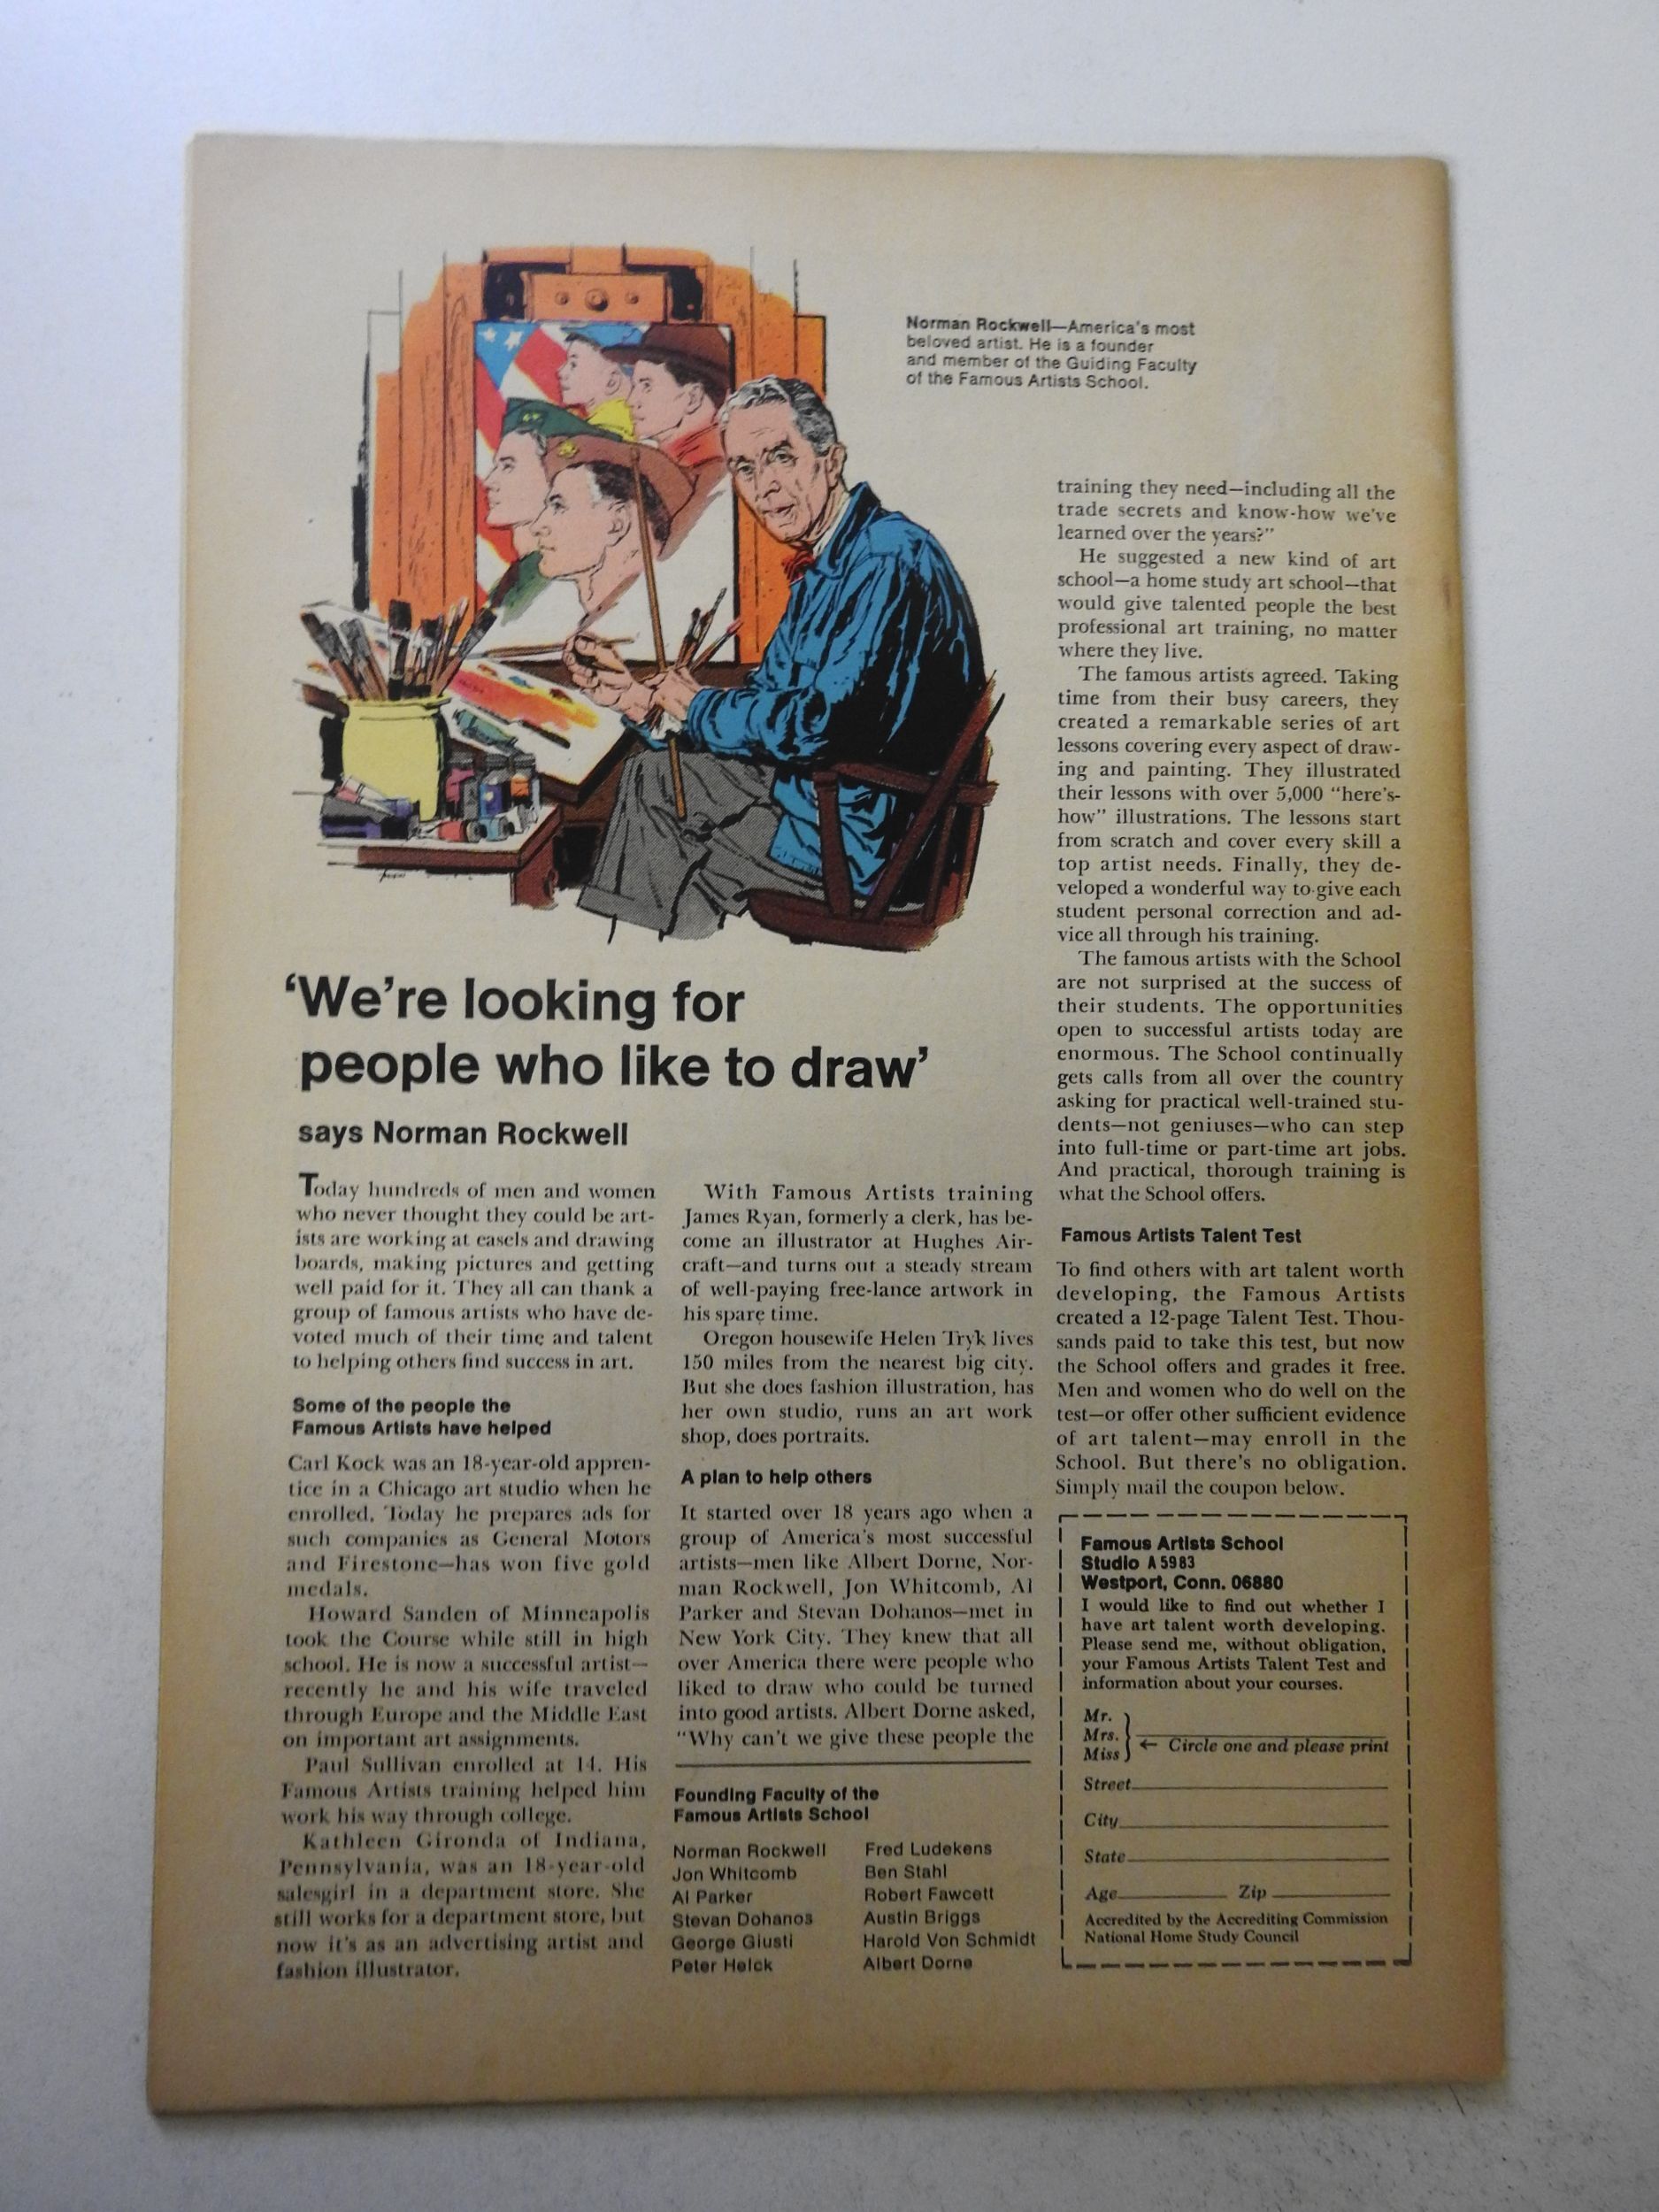 Norman Rockwell—America's most
beloved artist. He is a founder
and member of the Guiding Faculty
of the Famous Artists School.
'We're looking for
people who like to draw'
says Norman Rockwell
Today hundreds of men and women
who never thought they could be art-
ists are working at easels and drawing
boards, making pictures and getting
well paid for it. They all can thank a
group of famous artists who have de-
voted much of their time and talent
to helping others find success in art.
Some of the people the
Famous Artists have helped
Carl Kock was an 18-year-old appren-
tice in a Chicago art studio when he
enrolled. Today he prepares ads for
such companies as General Motors
and Firestone—has won five gold
medals.
Howard Sanden of Minneapolis
took the Course while still in high
school. He is now a successful artist—
recently he and his wife traveled
through Europe and the Middle East
on important art assignments.
Paul Sullivan enrolled at 14. His
Famous Artists training helped him
work his way through college.
Kathleen Gironda of Indiana,
Pennsylvania, was an 18-year-old
salesgirl in a department store. She
still works for a department store, but
now it's as an advertising artist and
fashion illustrator.
With Famous Artists training
James Ryan, formerly a clerk, has be-
come an illustrator at Hughes Air-
craft—and turns out a steady stream
of well-paying free-lance artwork in
his spare time.
Oregon housewife Helen Tryk lives
150 miles from the nearest big city.
But she does fashion illustration, has
her own studio, runs an art work
shop, does portraits.
A plan to help others
It started over 18 years ago when a
group of America's most successful
artists—men like Albert Dorne, Nor-
man Rockwell, Jon Whitcomb, Al
Parker and Stevan Dohanos—met in
New York City. They knew that all
over America there were people who
liked to draw who could be turned
into good artists. Albert Dorne asked,
"Why can't we give these people the
training they need—including all the
trade secrets and know-how we've
learned over the years?"
He suggested a new kind of art
school—a home study art school—that
would give talented people the best
professional art training, no matter
where they live.
The famous artists agreed. Taking
time from their busy careers, they
created a remarkable series of art
lessons covering every aspect of draw-
ing and painting. They illustrated
their lessons with over 5,000 "here's-
how" illustrations. The lessons start
from scratch and cover every skill a
top artist needs. Finally, they de-
veloped a wonderful way to give each
student personal correction and ad-
vice all through his training.
The famous artists with the School
are not surprised at the success of
their students. The opportunities
open to successful artists today are
enormous. The School continually
gets calls from all over the country
asking for practical well-trained stu-
dents—not geniuses—who can step
into full-time or part-time art jobs.
And practical, thorough training is
what the School offers.
Famous Artists Talent Test
To find others with art talent worth
developing, the Famous Artists
created a 12-page Talent Test. Thou-
sands paid to take this test, but now
the School offers and grades it free.
Men and women who do well on the
test—or offer other sufficient evidence
of art talent—may enroll in the
School. But there's no obligation.
Simply mail the coupon below.
Founding Faculty of the
Famous Artists School
Norman Rockwell
Jon Whitcomb
Al Parker
Stevan Dohanos
George Giusti
Peter Helck
Fred Ludekens
Ben Stahl
Robert Fawcett
Austin Briggs
Harold Von Schmidt
Albert Dorne
Famous Artists School
Studio A5983
Westport, Conn. 06880
I would like to find out whether I
have art talent worth developing.
Please send me, without obligation,
your Famous Artists Talent Test and
information about your courses.
Mr.
Mrs.
Miss
← Circle one and please print
Street
City
State
Age Zip
Accredited by the Accrediting Commission
National Home Study Council